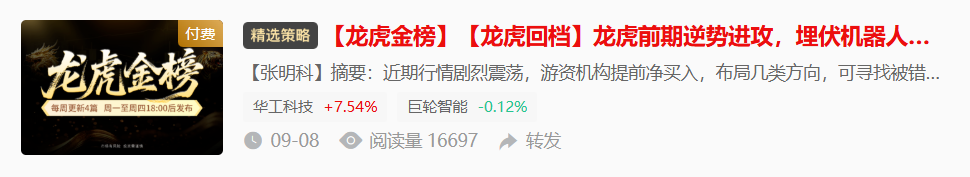 付费
龙虎金榜
每周更新4篇 周一至周四18:00后发布
精选策略 【龙虎金榜】【龙虎回档】龙虎前期逆势进攻，埋伏机器人…
【张明科】摘要：近期行情剧烈震荡，游资机构提前净买入，布局几类方向，可寻找被错…
华工科技 +7.54% 巨轮智能 -0.12%
09-08 阅读量 16697 转发